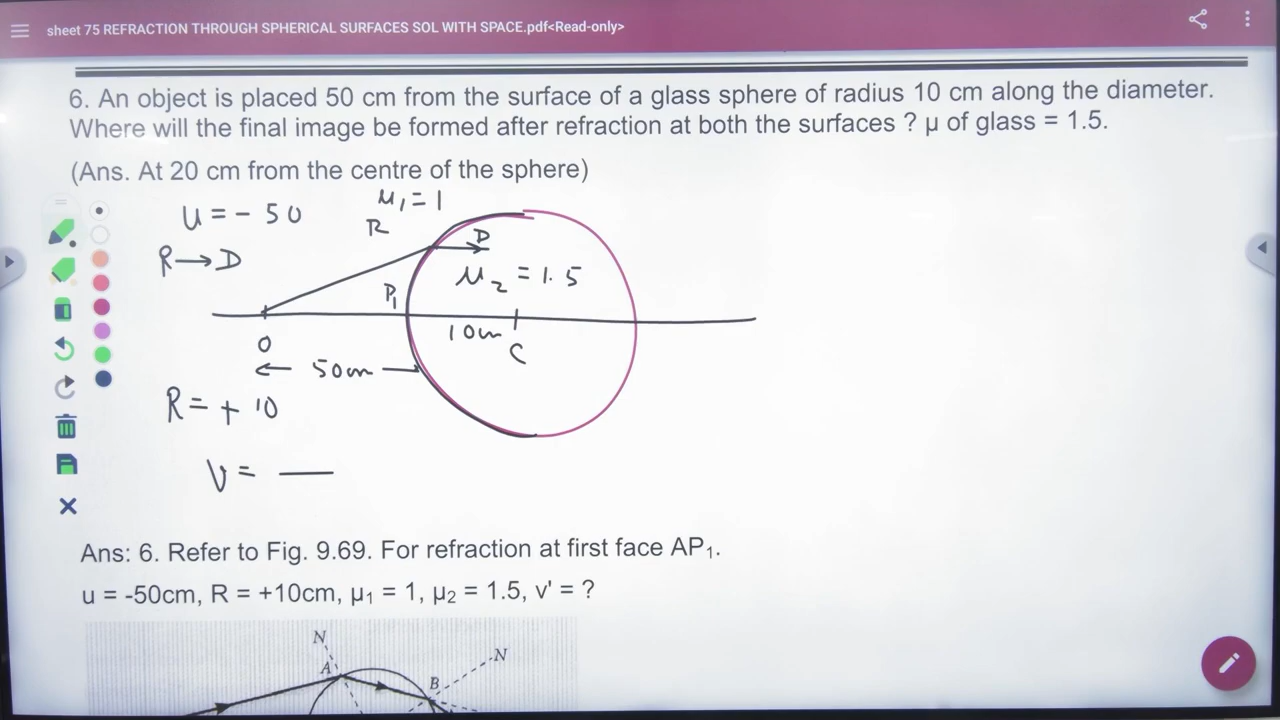 sheet 75 REFRACTION THROUGH SPHERICAL SURFACES SOL WITH SPACE.pdf<Read-only>
6. An object is placed 50 cm from the surface of a glass sphere of radius 10 cm along the diameter.
Where will the final image be formed after refraction at both the surfaces ? μ of glass = 1.5.
(Ans. At 20 cm from the centre of the sphere)
u = - 50
μ₁ = 1
R
R → D
D
μ₂ = 1.5
P₁
10cm
C
O
50cm
R = + 10
V =
Ans: 6. Refer to Fig. 9.69. For refraction at first face AP₁.
u = -50cm, R = +10cm, μ₁ = 1, μ₂ = 1.5, v' = ?
N
A
B
N